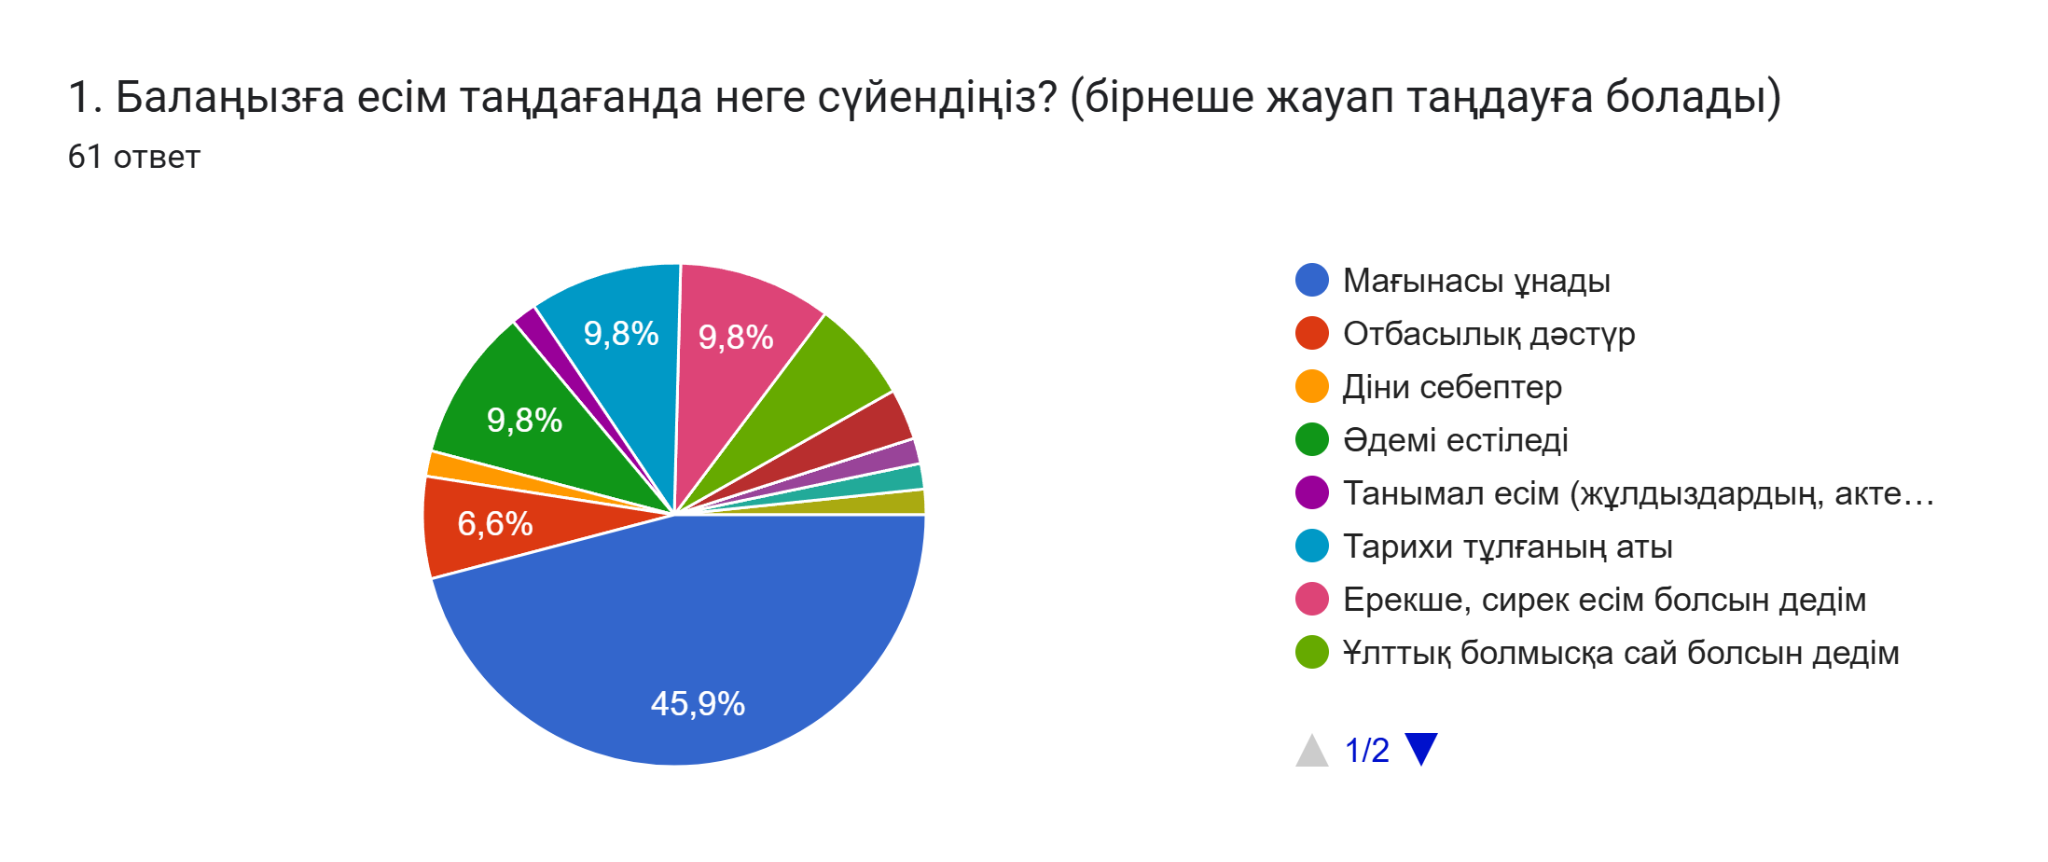 1. Балаңызға есім таңдағанда неге сүйендіңіз? (бірнеше жауап таңдауға болады)
61 ответ
9,8%
9,8%
9,8%
6,6%
45,9%
Мағынасы ұнады
Отбасылық дәстүр
Діни себептер
Әдемі естіледі
Танымал есім (жұлдыздардың, акте…
Тарихи тұлғаның аты
Ерекше, сирек есім болсын дедім
Ұлттық болмысқа сай болсын дедім
1/2